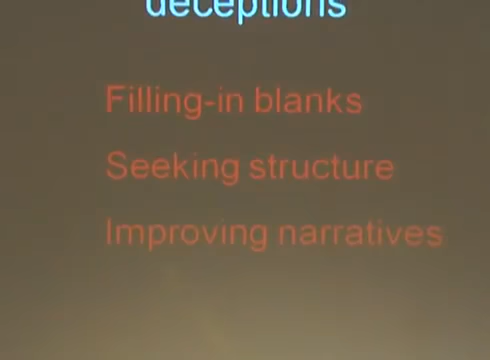 deceptions
Filling-in blanks
Seeking structure
Improving narratives